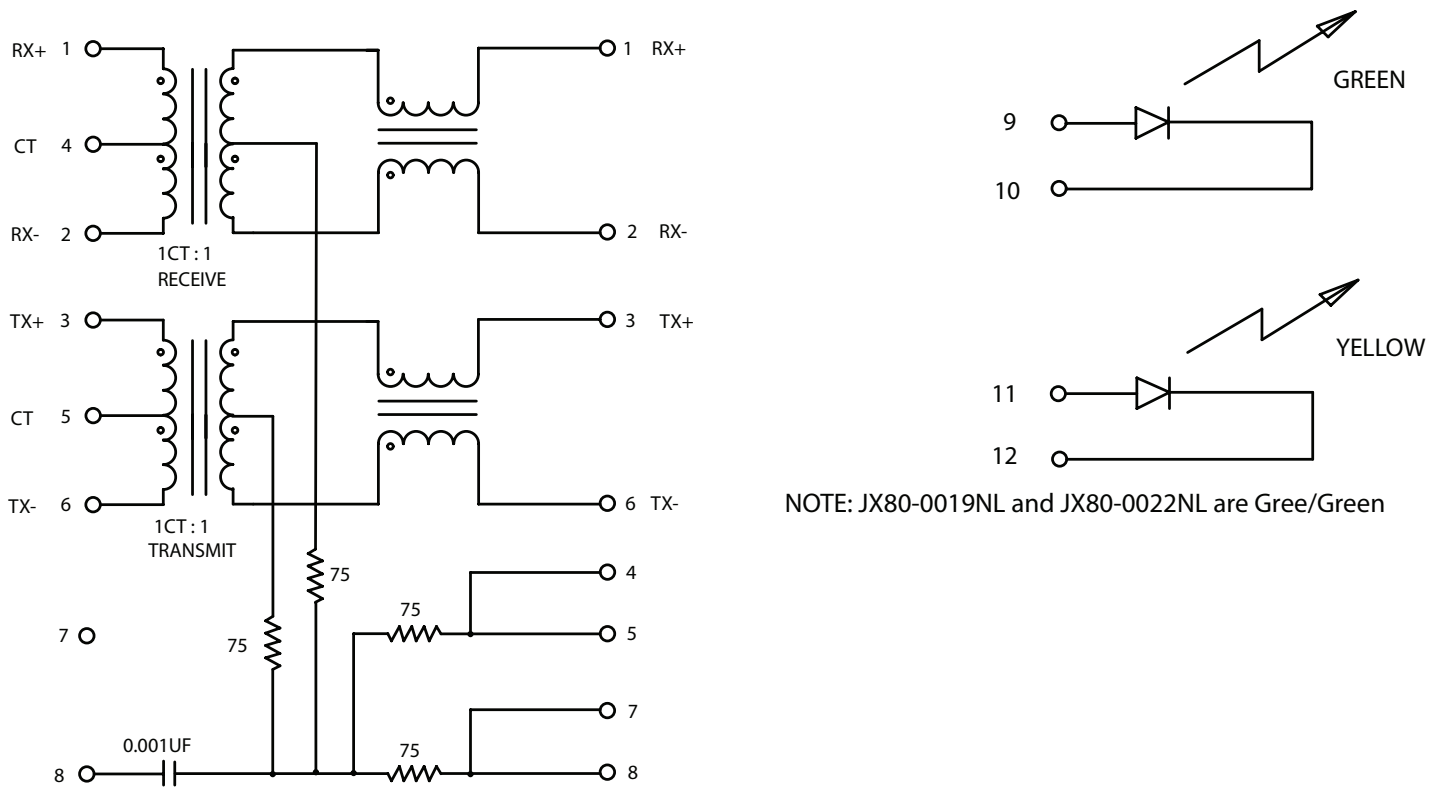 RX+ 1
1 RX+
CT 4
RX- 2
2 RX-
1CT : 1
RECEIVE
TX+ 3
3 TX+
CT 5
TX- 6
6 TX-
1CT : 1
TRANSMIT
75
4
75
75
5
7
7
0.001UF
75
8
8
GREEN
9
10
YELLOW
11
12
NOTE: JX80-0019NL and JX80-0022NL are Gree/Green